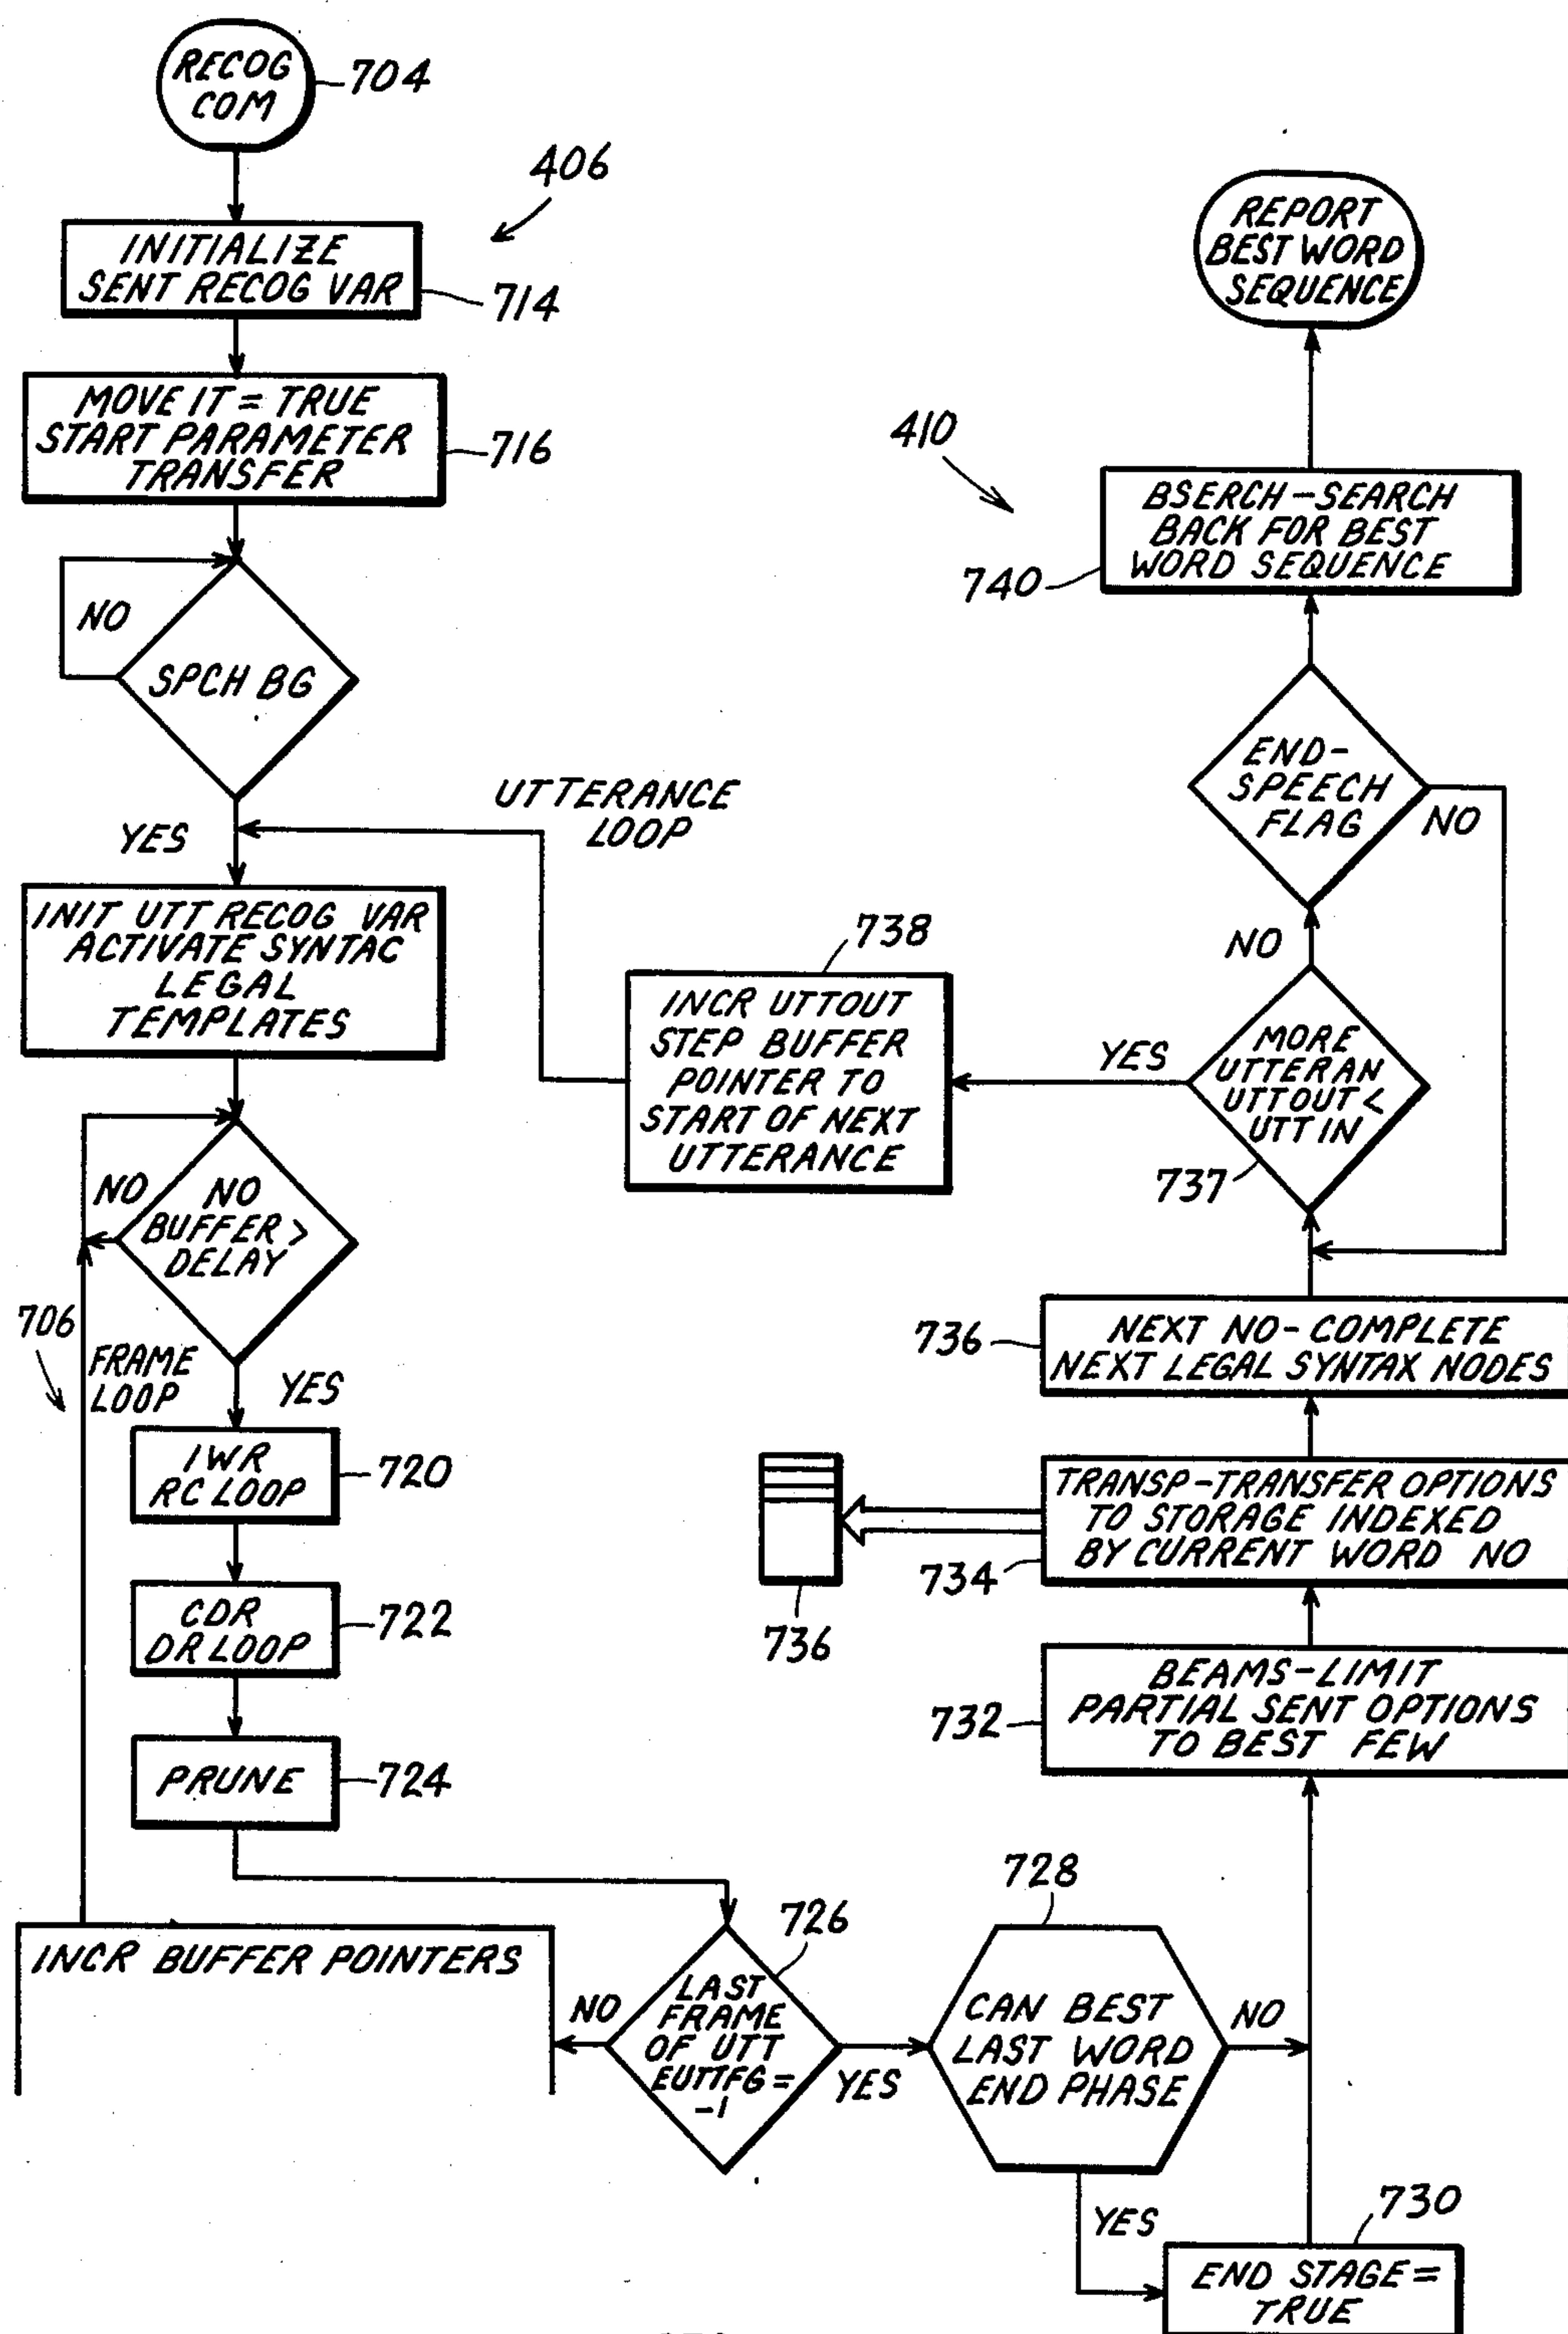 RECOG
COM
704
406
INITIALIZE
SENT RECOG VAR
714
MOVE IT = TRUE
START PARAMETER
TRANSFER
716
NO
SPCH BG
YES
UTTERANCE
LOOP
INIT UTT RECOG VAR
ACTIVATE SYNTAC
LEGAL
TEMPLATES
NO
NO
BUFFER >
DELAY
706
FRAME
LOOP
YES
IWR
RC LOOP
720
CDR
DR LOOP
722
PRUNE
724
INCR BUFFER POINTERS
NO
726
LAST
FRAME
OF UTT
EUTTFG =
-1
YES
728
CAN BEST
LAST WORD
END PHASE
NO
YES
730
END STAGE =
TRUE
BEAMS-LIMIT
PARTIAL SENT OPTIONS
TO BEST FEW
732
TRANSP-TRANSFER OPTIONS
TO STORAGE INDEXED
BY CURRENT WORD NO
734
736
NEXT NO-COMPLETE
NEXT LEGAL SYNTAX NODES
736
MORE
UTTERAN
UTTOUT <
UTT IN
737
YES
738
INCR UTTOUT
STEP BUFFER
POINTER TO
START OF NEXT
UTTERANCE
NO
END-
SPEECH
FLAG
NO
BSERCH-SEARCH
BACK FOR BEST
WORD SEQUENCE
740
410
REPORT
BEST WORD
SEQUENCE